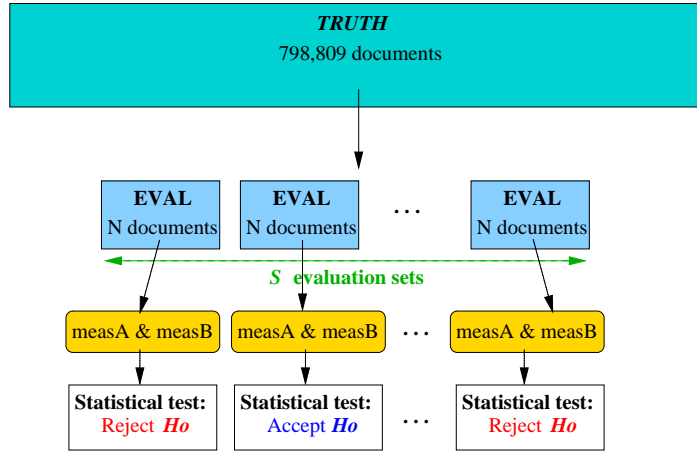 TRUTH
798,809 documents
EVAL
N documents
EVAL
N documents
...
EVAL
N documents
S evaluation sets
measA & measB
measA & measB
...
measA & measB
Statistical test:
Reject Ho
Statistical test:
Accept Ho
...
Statistical test:
Reject Ho